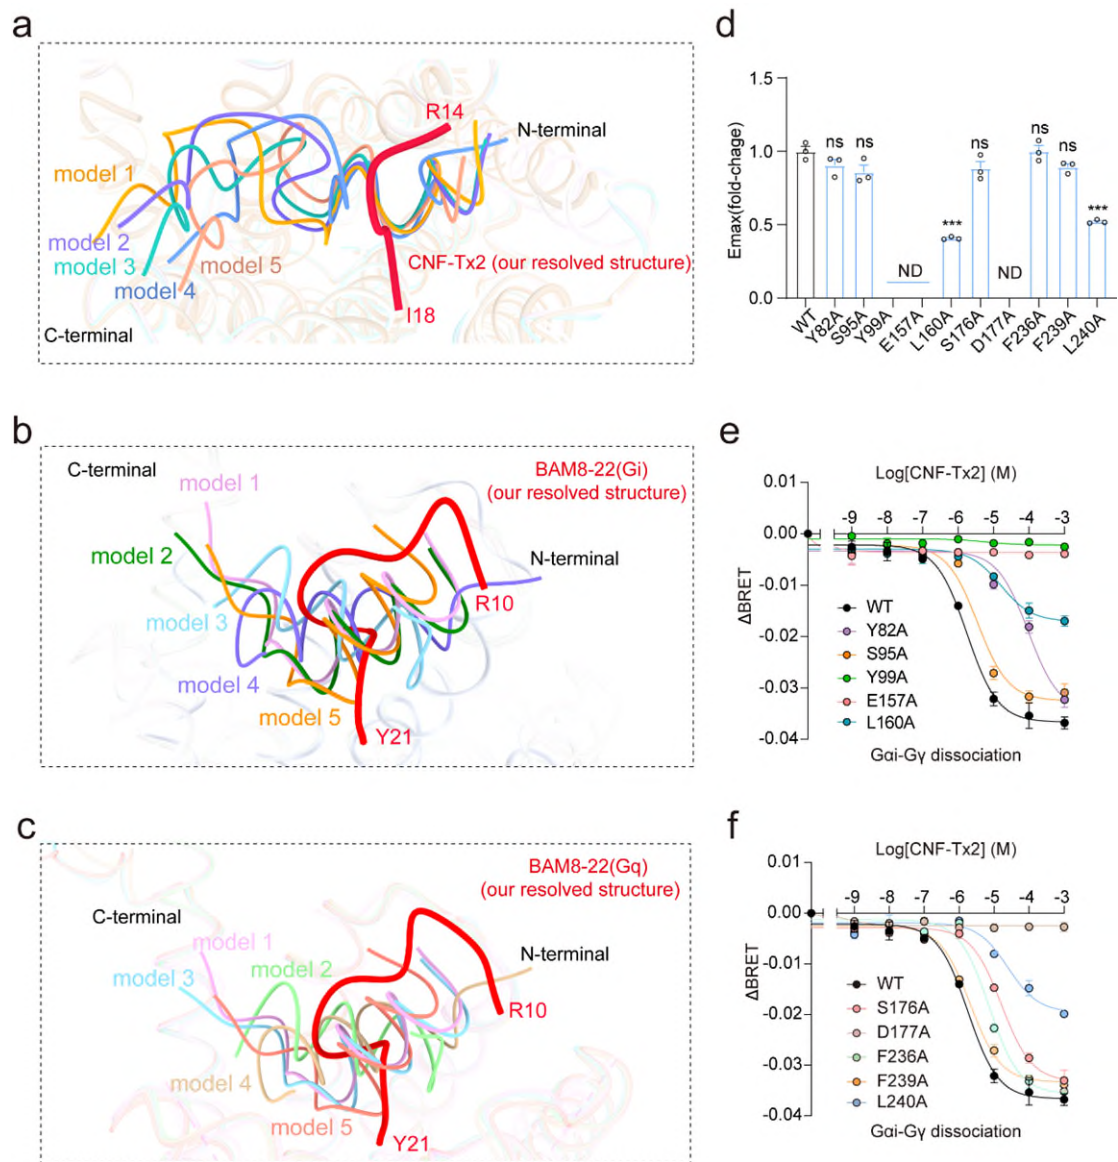 a
R14
N-terminal
model 1
model 2
model 3
model 5
model 4
CNF-Tx2 (our resolved structure)
I18
C-terminal
b
C-terminal
model 1
BAM8-22(Gi)
(our resolved structure)
model 2
N-terminal
model 3
R10
model 4
model 5
Y21
c
BAM8-22(Gq)
(our resolved structure)
C-terminal
model 1
N-terminal
model 3
model 2
R10
model 4
model 5
Y21
d
Emax(fold-chage)
1.5
1.0
0.5
0.0
ns
ns
ND
***
ns
ND
ns
ns
***
WT
Y82A
S95A
Y99A
E157A
L160A
S176A
D177A
F236A
F239A
L240A
e
Log[CNF-Tx2] (M)
-9 -8 -7 -6 -5 -4 -3
0.01
0.00
-0.01
-0.02
-0.03
-0.04
ΔBRET
WT
Y82A
S95A
Y99A
E157A
L160A
Gαi-Gγ dissociation
f
Log[CNF-Tx2] (M)
-9 -8 -7 -6 -5 -4 -3
0.01
0.00
-0.01
-0.02
-0.03
-0.04
ΔBRET
WT
S176A
D177A
F236A
F239A
L240A
Gαi-Gγ dissociation